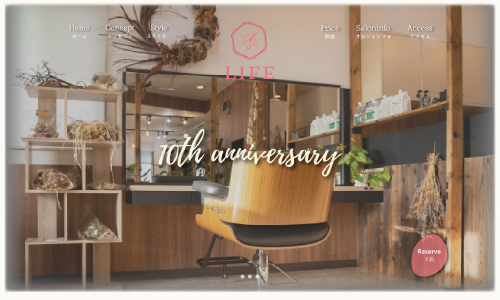 Home
ホーム
Concept
コンセプト
Style
スタイル
LIFE
Price
料金
Saloninfo
サロンインフォ
Access
アクセス
10th anniversary
Reserve
予約